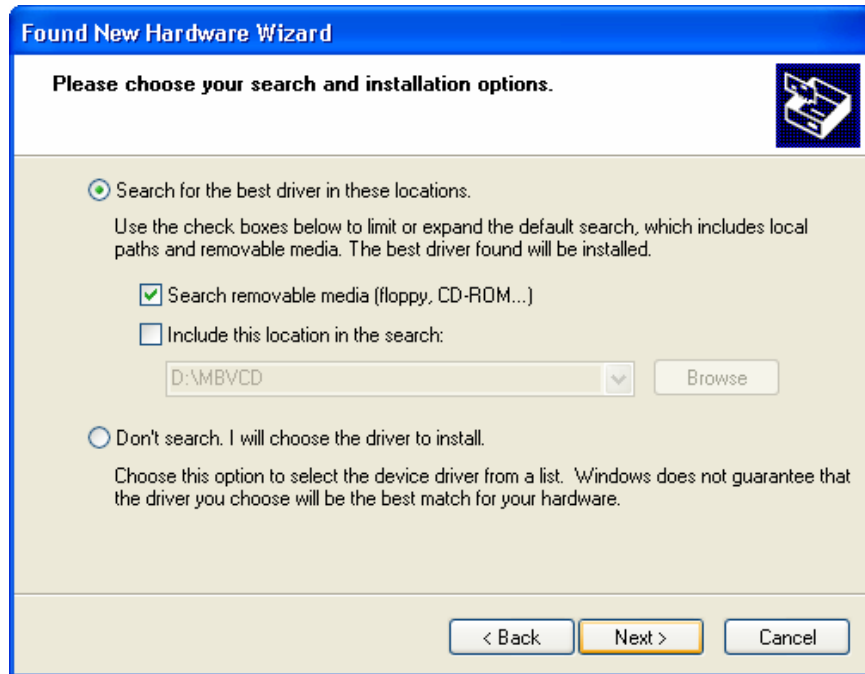 Found New Hardware Wizard
Please choose your search and installation options.
Search for the best driver in these locations.
Use the check boxes below to limit or expand the default search, which includes local
paths and removable media. The best driver found will be installed.
Search removable media (floppy, CD-ROM...)
Include this location in the search:
D:\MBVCD
Browse
Don't search. I will choose the driver to install.
Choose this option to select the device driver from a list. Windows does not guarantee that
the driver you choose will be the best match for your hardware.
< Back
Next >
Cancel